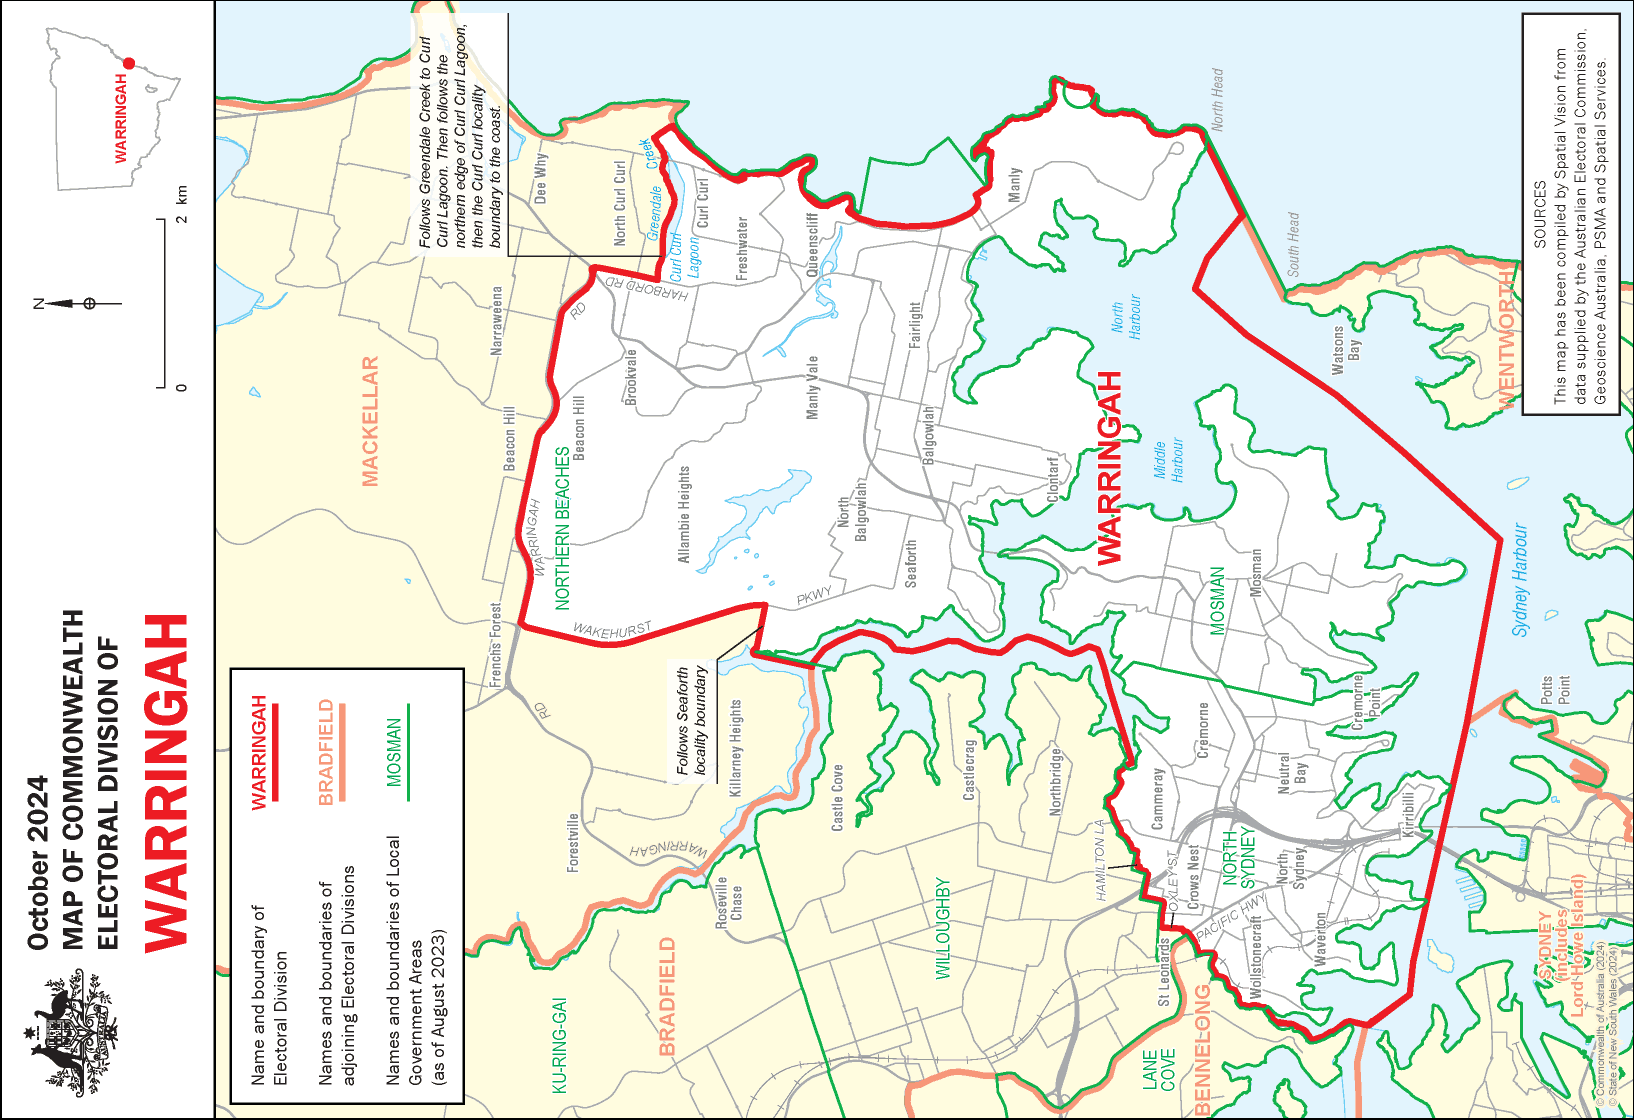 October 2024
MAP OF COMMONWEALTH
ELECTORAL DIVISION OF
WARRINGAH
AUSTRALIA
WARRINGAH
N
0
2 km
Name and boundary of
Electoral Division
WARRINGAH
Names and boundaries of
adjoining Electoral Divisions
BRADFIELD
Names and boundaries of Local
Government Areas
(as of August 2023)
MOSMAN
Follows Greendale Creek to Curl
Curl Lagoon. Then follows the
northern edge of Curl Curl Lagoon,
then the Curl Curl locality
boundary to the coast.
Follows Seaforth
locality boundary
MACKELLAR
Dee Why
North Curl Curl
Greendale
Creek
Curl Curl
Lagoon
Curl Curl
Freshwater
Queenscliff
HARBORD RD
RD
Narraweena
Brookvale
Beacon Hill
Beacon Hill
NORTHERN BEACHES
WARRINGAH
Frenchs Forest
RD
WAKEHURST
PKWY
Allambie Heights
Manly Vale
North
Balgowlah
Seaforth
Fairlight
Balgowlah
Clontarf
Manly
North Head
South Head
North
Harbour
Middle
Harbour
WARRINGAH
Watsons
Bay
WENTWORTH
MOSMAN
Mosman
Sydney Harbour
Killarney Heights
Forestville
WARRINGAH
Roseville
Chase
Castle Cove
Castlecrag
Northbridge
WILLOUGHBY
KU-RING-GAI
BRADFIELD
Cammeray
Cremorne
Cremorne
Point
Neutral
Bay
Potts
Point
HAMILTON LA
OXLEY ST
Crows Nest
NORTH
SYDNEY
North
Sydney
Kirribilli
PACIFIC HWY
St Leonards
Wollstonecraft
Waverton
LANE
COVE
BENNELONG
SYDNEY
(includes
Lord Howe Island)
SOURCES
This map has been compiled by Spatial Vision from
data supplied by the Australian Electoral Commission,
Geoscience Australia, PSMA and Spatial Services.
© Commonwealth of Australia (2024)
© State of New South Wales (2024)